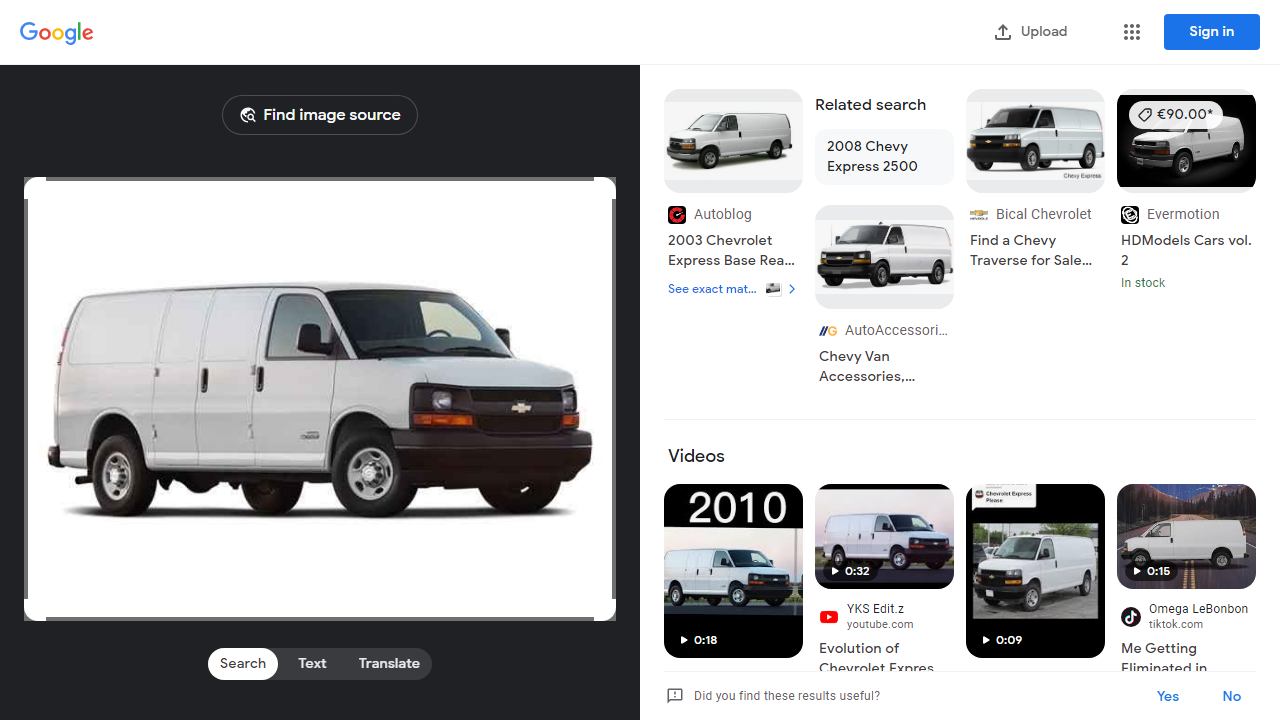 Google
Upload
Sign in
Find image source
Search
Text
Translate
Autoblog
2003 Chevrolet
Express Base Rea...
See exact mat...
Related search
2008 Chevy
Express 2500
AutoAccessori...
Chevy Van
Accessories,...
Chevy Express
Bical Chevrolet
Find a Chevy
Traverse for Sale...
€90.00*
Evermotion
HDModels Cars vol.
2
In stock
Videos
2010
0:18
0:32
YKS Edit.z
youtube.com
Evolution of
Chevrolet Expres
Chevrolet Express
Please
0:09
0:15
Omega LeBonbon
tiktok.com
Me Getting
Eliminated in
Did you find these results useful?
Yes
No